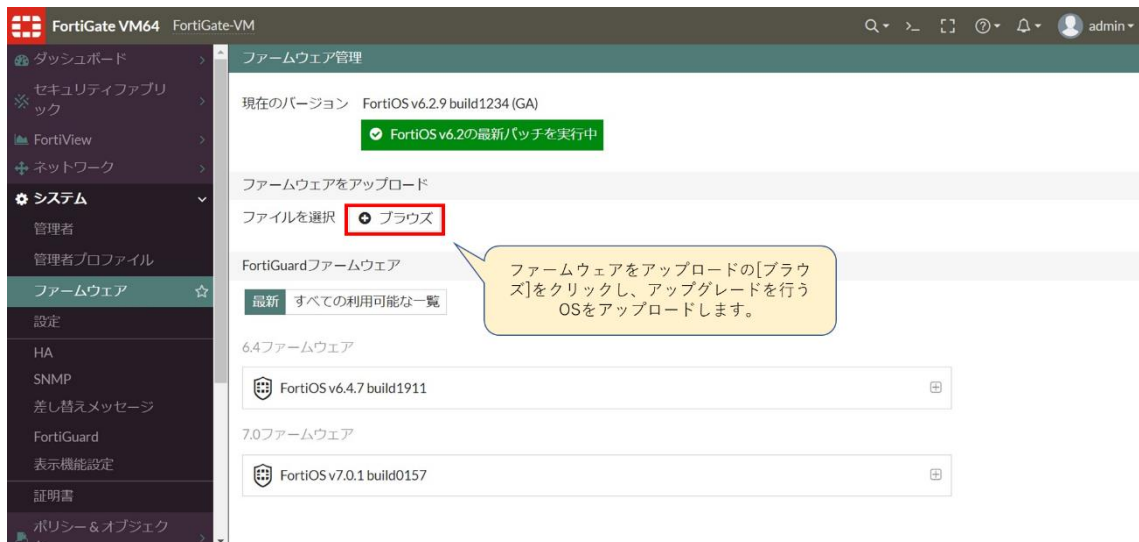 FortiGate VM64 FortiGate-VM
admin
ダッシュボード
セキュリティファブリ
ック
FortiView
ネットワーク
システム
管理者
管理者プロファイル
ファームウェア
設定
HA
SNMP
差し替えメッセージ
FortiGuard
表示機能設定
証明書
ポリシー＆オブジェク
ファームウェア管理
現在のバージョン FortiOS v6.2.9 build1234 (GA)
FortiOS v6.2の最新パッチを実行中
ファームウェアをアップロード
ファイルを選択 ブラウズ
FortiGuardファームウェア
最新 すべての利用可能な一覧
ファームウェアをアップロードの[ブラウ
ズ]をクリックし、アップグレードを行う
OSをアップロードします。
6.4ファームウェア
FortiOS v6.4.7 build1911
7.0ファームウェア
FortiOS v7.0.1 build0157